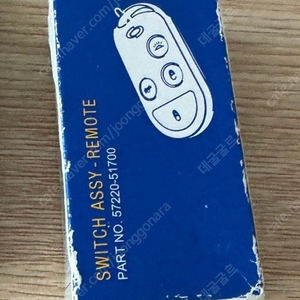 SWITCH ASSY - REMOTE
PART NO. 57220-51700